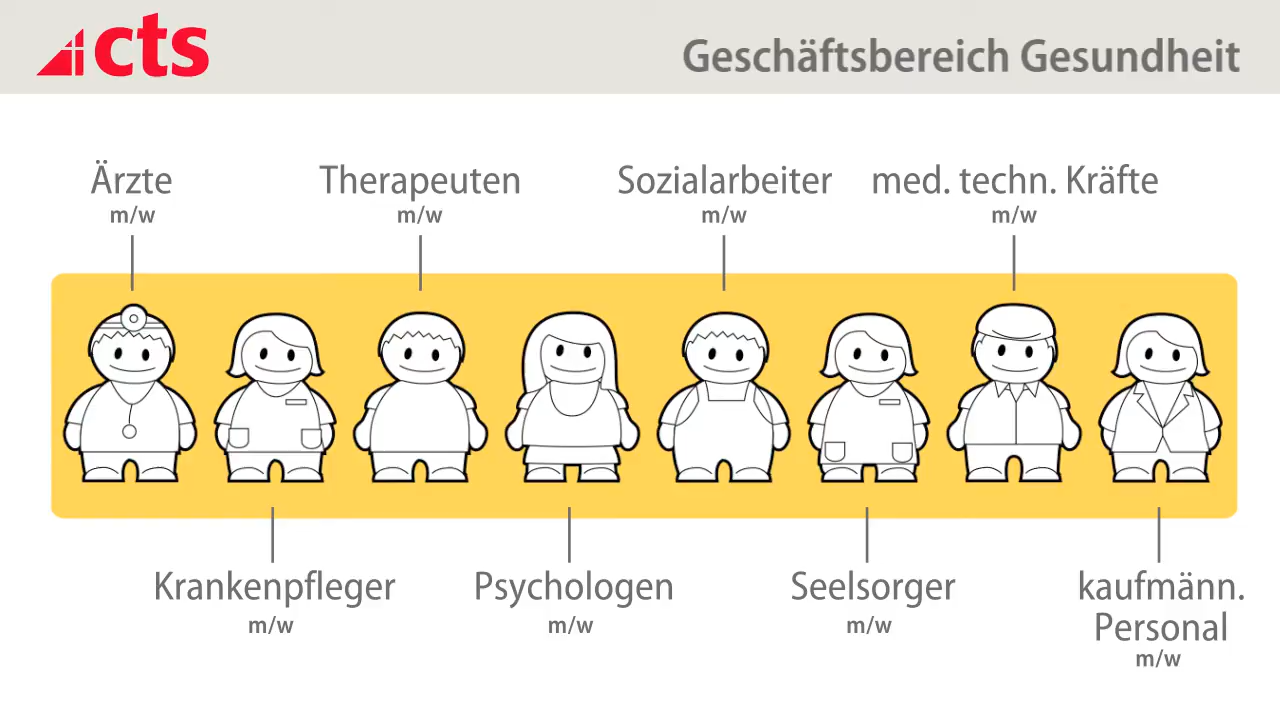 cts
Geschäftsbereich Gesundheit
Ärzte
m/w
Therapeuten
m/w
Sozialarbeiter
m/w
med. techn. Kräfte
m/w
Krankenpfleger
m/w
Psychologen
m/w
Seelsorger
m/w
kaufmänn.
Personal
m/w